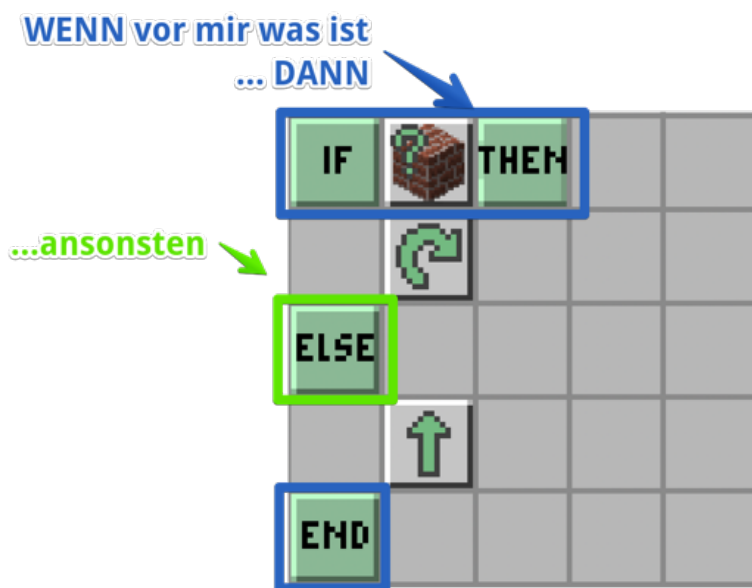 WENN vor mir was ist
... DANN
IF ? THEN
...ansonsten
ELSE
END